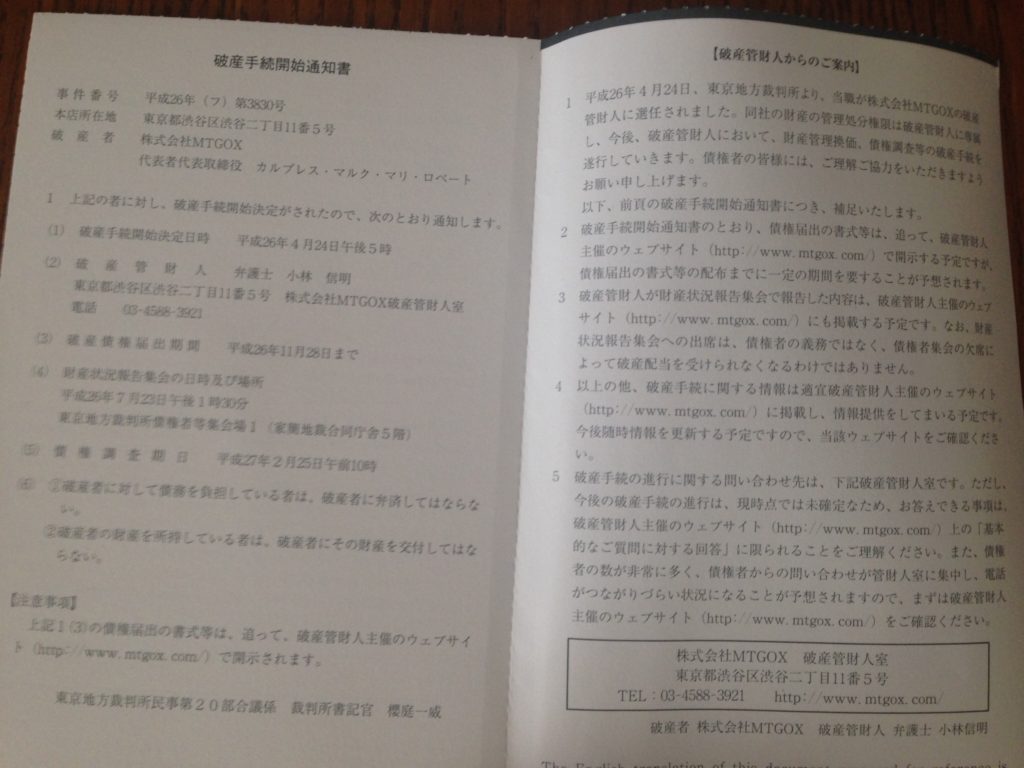 破産手続開始通知書
事件番号　平成26年（フ）第3830号
本店所在地　東京都渋谷区渋谷二丁目11番5号
破産者　株式会社MTGOX
代表者代表取締役　カルプレス・マルク・マリ・ロベート
1　上記の者に対し、破産手続開始決定がされたので、次のとおり通知します。
(1)　破産手続開始決定日時　平成26年4月24日午後5時
(2)　破産管財人　弁護士　小林　信明
東京都渋谷区渋谷二丁目11番5号　株式会社MTGOX破産管財人室
電話　03-4588-3921
(3)　破産債権届出期間　平成26年11月28日まで
(4)　財産状況報告集会の日時及び場所
平成26年7月23日午後1時30分
東京地方裁判所債権者等集会場1（家簡地裁合同庁舎5階）
(5)　債権調査期日　平成27年2月25日午前10時
(6)　①破産者に対して債務を負担している者は、破産者に弁済してはならな
い。
②破産者の財産を所持している者は、破産者にその財産を交付してはな
らない。
【注意事項】
上記1(3)の債権届出の書式等は、追って、破産管財人主催のウェブサイ
ト（http://www.mtgox.com/）で開示されます。
東京地方裁判所民事第20部合議係　裁判所書記官　櫻庭一威
【破産管財人からのご案内】
1　平成26年4月24日、東京地方裁判所より、当職が株式会社MTGOXの破産
管財人に選任されました。同社の財産の管理処分権限は破産管財人に専属
し、今後、破産管財人において、財産管理換価、債権調査等の破産手続を
遂行していきます。債権者の皆様には、ご理解ご協力をいただきますよう
お願い申し上げます。
以下、前頁の破産手続開始通知書につき、補足いたします。
2　破産手続開始通知書のとおり、債権届出の書式等は、追って、破産管財人
主催のウェブサイト（http://www.mtgox.com/）で開示する予定ですが、
債権届出の書式等の配布までに一定の期間を要することが予想されます。
3　破産管財人が財産状況報告集会で報告した内容は、破産管財人主催のウェブ
サイト（http://www.mtgox.com/）にも掲載する予定です。なお、財産
状況報告集会への出席は、債権者の義務ではなく、債権者集会の欠席に
よって破産配当を受けられなくなるわけではありません。
4　以上の他、破産手続に関する情報は適宜破産管財人主催のウェブサイト
（http://www.mtgox.com/）に掲載し、情報提供をしてまいる予定です。
今後随時情報を更新する予定ですので、当該ウェブサイトをご確認くださ
い。
5　破産手続の進行に関する問い合わせ先は、下記破産管財人室です。ただし、
今後の破産手続の進行は、現時点では未確定なため、お答えできる事項は、
破産管財人主催のウェブサイト（http://www.mtgox.com/）上の「基本
的なご質問に対する回答」に限られることをご理解ください。また、債権
者の数が非常に多く、債権者からの問い合わせが管財人室に集中し、電話
がつながりづらい状況になることが予想されますので、まずは破産管財人
主催のウェブサイト（http://www.mtgox.com/）をご確認ください。
株式会社MTGOX　破産管財人室
東京都渋谷区渋谷二丁目11番5号
TEL：03-4588-3921　http://www.mtgox.com/
破産者 株式会社MTGOX　破産管財人 弁護士 小林信明
The English translation of this document